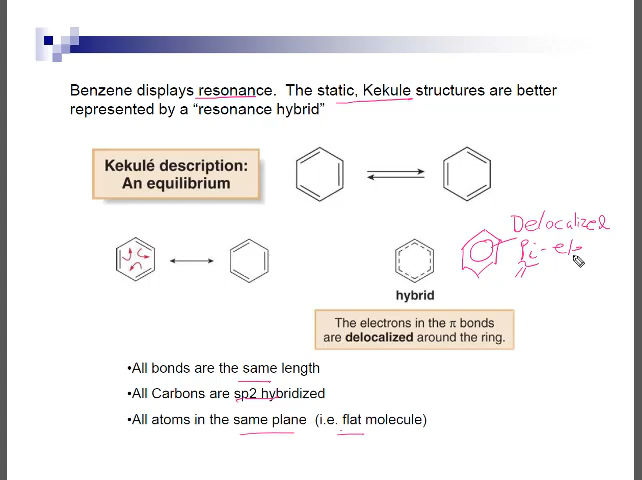 Benzene displays resonance. The static, Kekule structures are better
represented by a “resonance hybrid”
Kekulé description:
An equilibrium
Delocalized
Pi-ele
hybrid
The electrons in the π bonds
are delocalized around the ring.
•All bonds are the same length
•All Carbons are sp2 hybridized
•All atoms in the same plane (i.e. flat molecule)